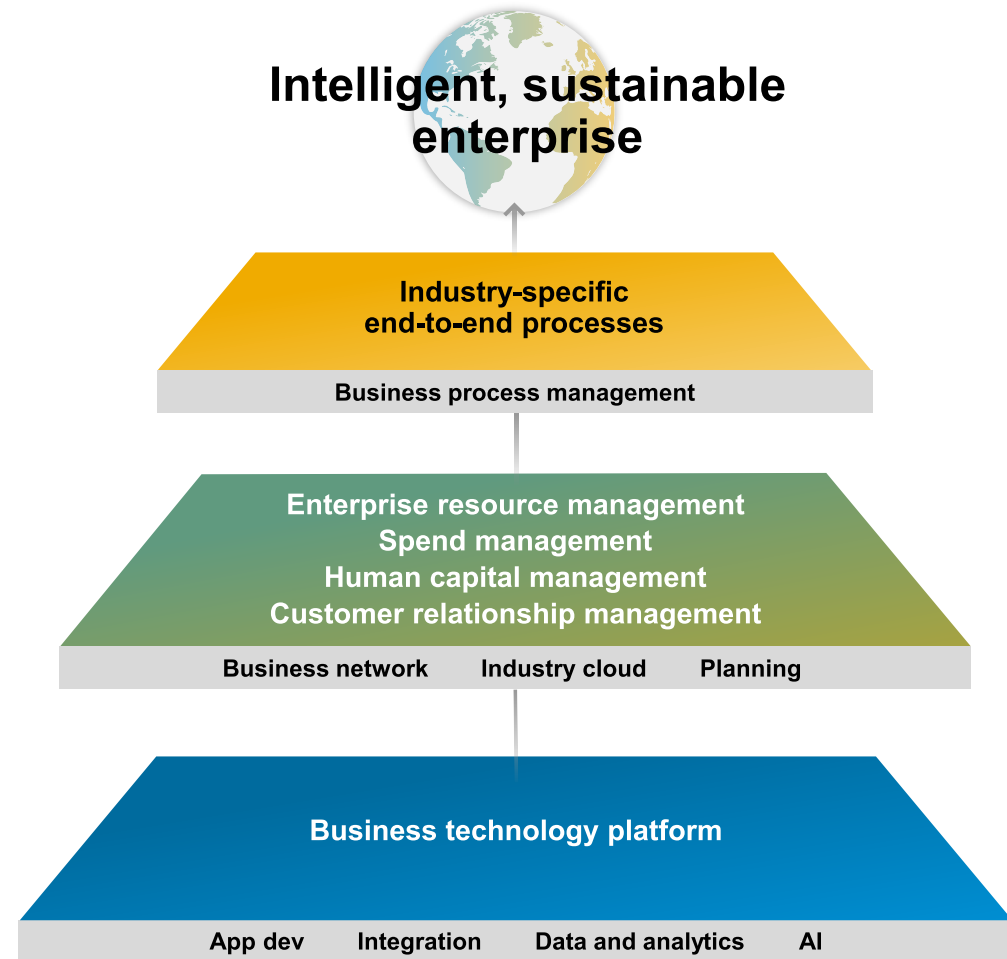 Intelligent, sustainable
enterprise
Industry-specific
end-to-end processes
Business process management
Enterprise resource management
Spend management
Human capital management
Customer relationship management
Business network Industry cloud Planning
Business technology platform
App dev Integration Data and analytics AI